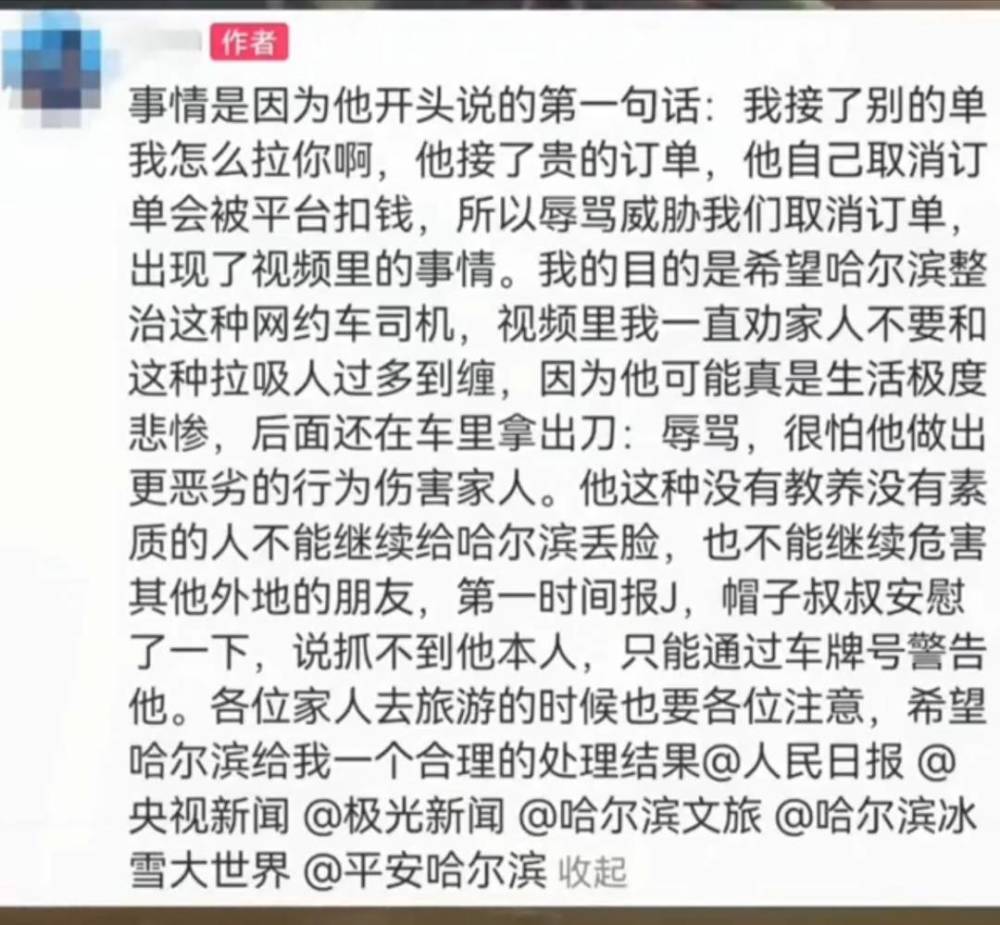 作者
事情是因为他开头说的第一句话：我接了别的单
我怎么拉你啊，他接了贵的订单，他自己取消订
单会被平台扣钱，所以辱骂威胁我们取消订单，
出现了视频里的事情。我的目的是希望哈尔滨整
治这种网约车司机，视频里我一直劝家人不要和
这种拉吸人过多到缠，因为他可能真是生活极度
悲惨，后面还在车里拿出刀：辱骂，很怕他做出
更恶劣的行为伤害家人。他这种没有教养没有素
质的人不能继续给哈尔滨丢脸，也不能继续危害
其他外地的朋友，第一时间报J，帽子叔叔安慰
了一下，说抓不到他本人，只能通过车牌号警告
他。各位家人去旅游的时候也要各位注意，希望
哈尔滨给我一个合理的处理结果@人民日报 @
央视新闻 @极光新闻 @哈尔滨文旅 @哈尔滨冰
雪大世界 @平安哈尔滨 收起